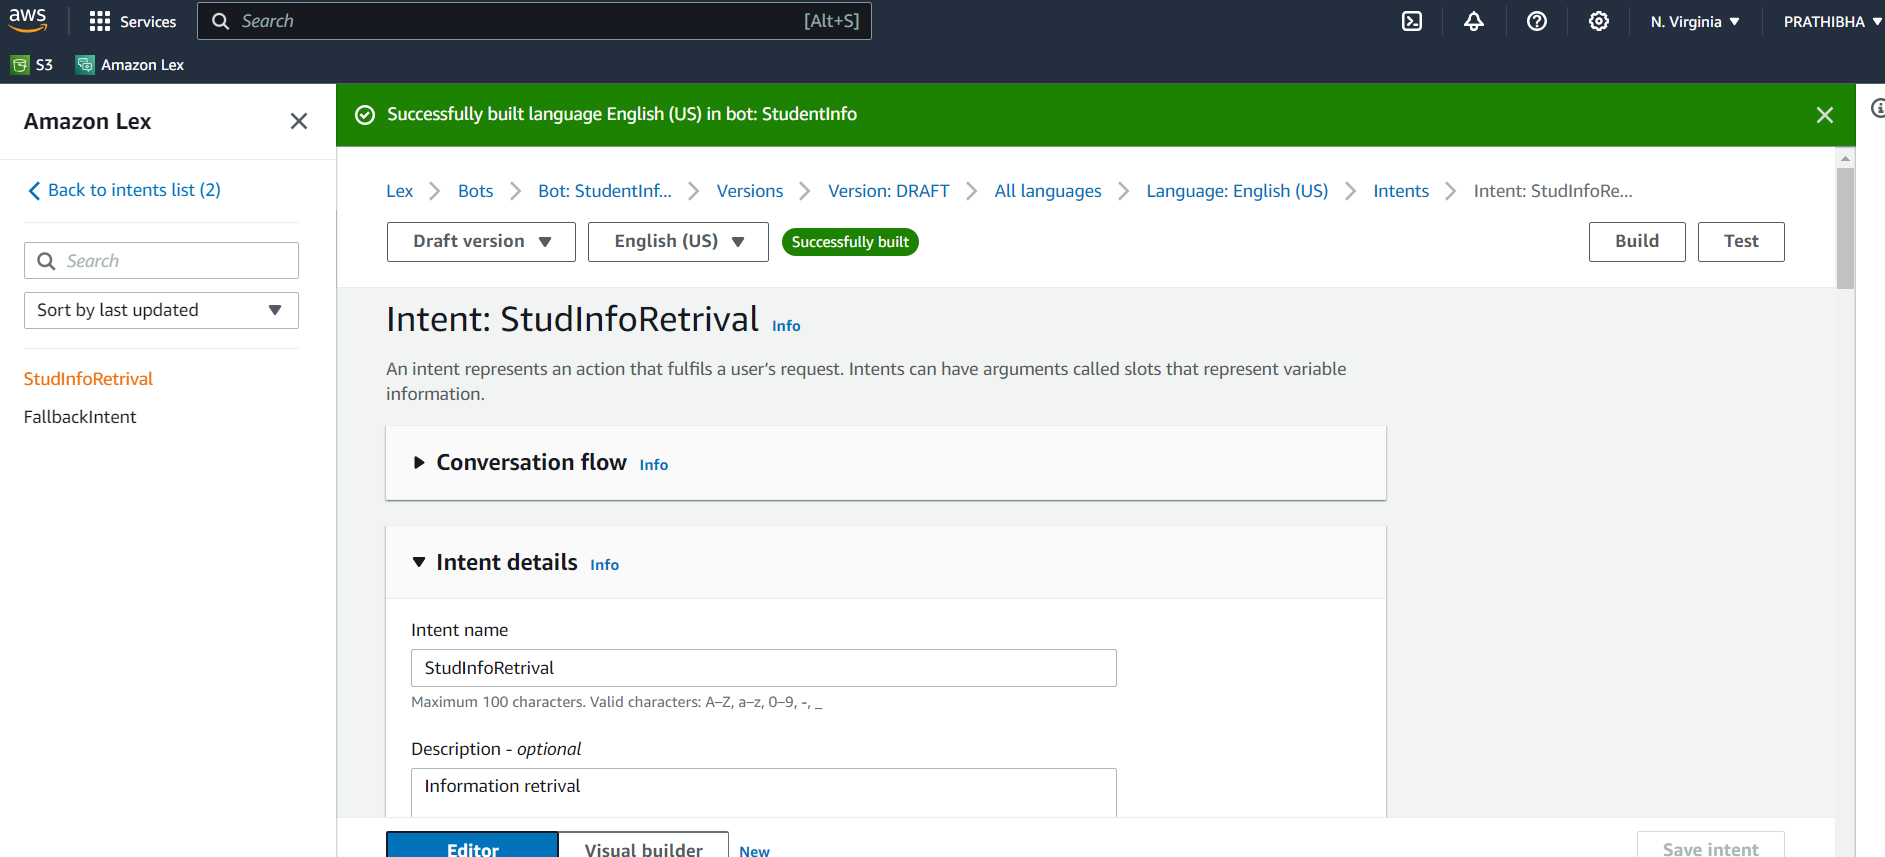 aws Services Search [Alt+S] N. Virginia PRATHIBHA
S3 Amazon Lex
Amazon Lex
Back to intents list (2)
Search
Sort by last updated
StudInfoRetrival
FallbackIntent
Successfully built language English (US) in bot: StudentInfo
Lex Bots Bot: StudentInf... Versions Version: DRAFT All languages Language: English (US) Intents Intent: StudInfoRe...
Draft version English (US) Successfully built Build Test
Intent: StudInfoRetrival Info
An intent represents an action that fulfils a user’s request. Intents can have arguments called slots that represent variable
information.
Conversation flow Info
Intent details Info
Intent name
StudInfoRetrival
Maximum 100 characters. Valid characters: A–Z, a–z, 0–9, -, _
Description - optional
Information retrival
Editor Visual builder New Save intent